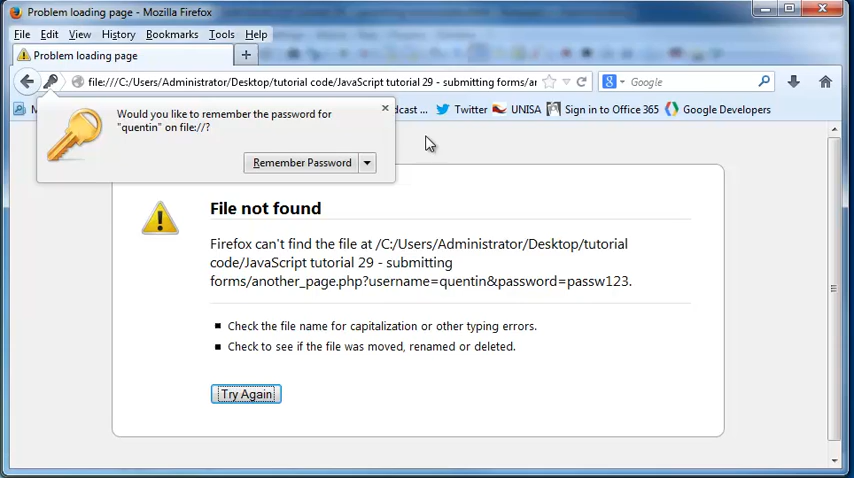 Problem loading page - Mozilla Firefox
File Edit View History Bookmarks Tools Help
Problem loading page
file:///C:/Users/Administrator/Desktop/tutorial code/JavaScript tutorial 29 - submitting forms/ar
Google
M
dcast ... Twitter UNISA Sign in to Office 365 Google Developers
Would you like to remember the password for
"quentin" on file://?
Remember Password
File not found
Firefox can't find the file at /C:/Users/Administrator/Desktop/tutorial
code/JavaScript tutorial 29 - submitting
forms/another_page.php?username=quentin&password=passw123.
Check the file name for capitalization or other typing errors.
Check to see if the file was moved, renamed or deleted.
Try Again